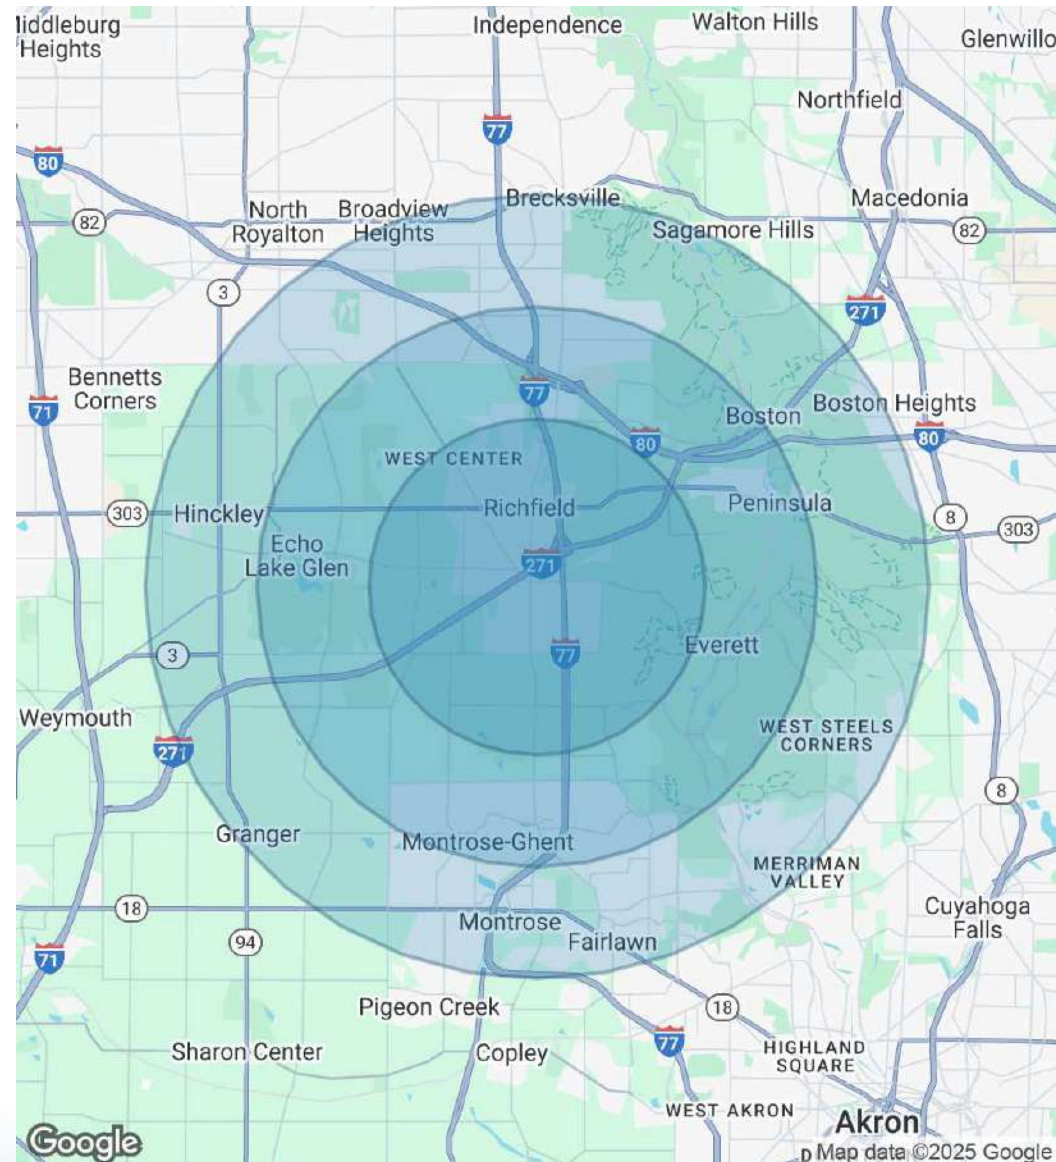 Middleburg
Heights
Independence
Walton Hills
Glenwillo
Northfield
77
80
82
North
Royalton
Broadview
Heights
Brecksville
Macedonia
Sagamore Hills
82
3
271
Bennetts
Corners
71
77
Boston
Boston Heights
80
80
WEST CENTER
303
Hinckley
Richfield
Peninsula
8
303
Echo
Lake Glen
271
3
77
Everett
Weymouth
271
WEST STEELS
CORNERS
8
Granger
Montrose-Ghent
MERRIMAN
VALLEY
18
Cuyahoga
Falls
94
71
Montrose
Fairlawn
Pigeon Creek
18
Sharon Center
Copley
77
HIGHLAND
SQUARE
WEST AKRON
Akron
Google
Map data ©2025 Google